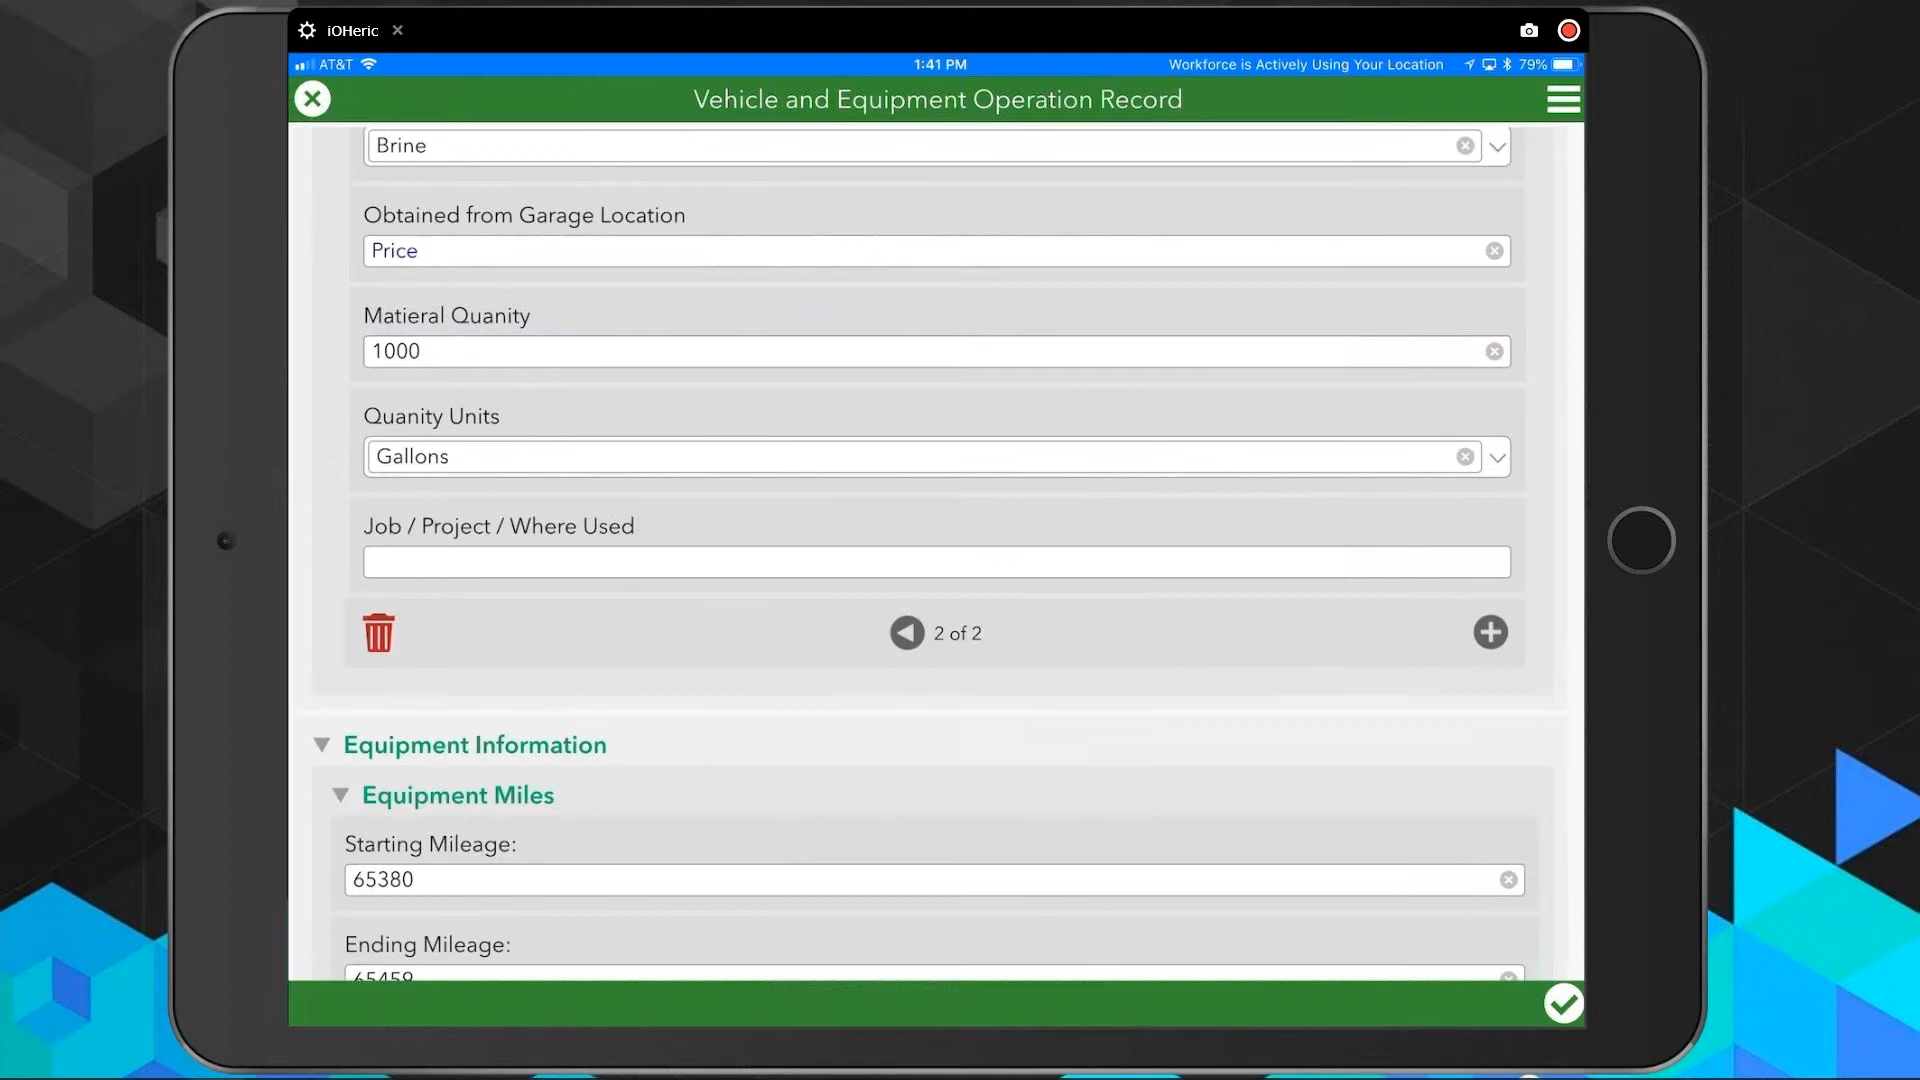 iOHeric
AT&T 1:41 PM Workforce is Actively Using Your Location 79%
Vehicle and Equipment Operation Record
Brine
Obtained from Garage Location
Price
Matieral Quanity
1000
Quanity Units
Gallons
Job / Project / Where Used
2 of 2
Equipment Information
Equipment Miles
Starting Mileage:
65380
Ending Mileage:
65459